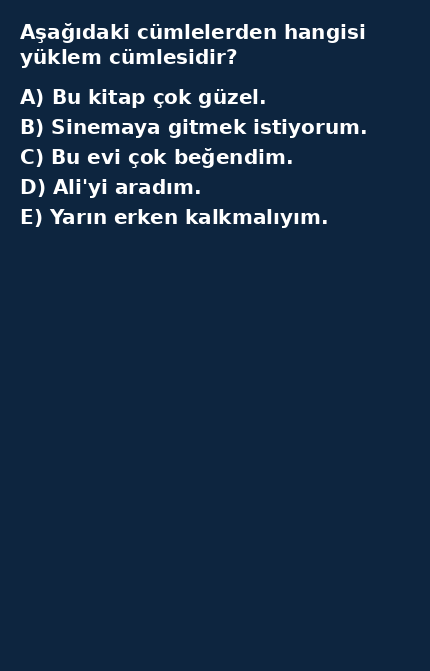 Aşağıdaki cümlelerden hangisi
yüklem cümlesidir?
A) Bu kitap çok güzel.
B) Sinemaya gitmek istiyorum.
C) Bu evi çok beğendim.
D) Ali'yi aradım.
E) Yarın erken kalkmalıyım.